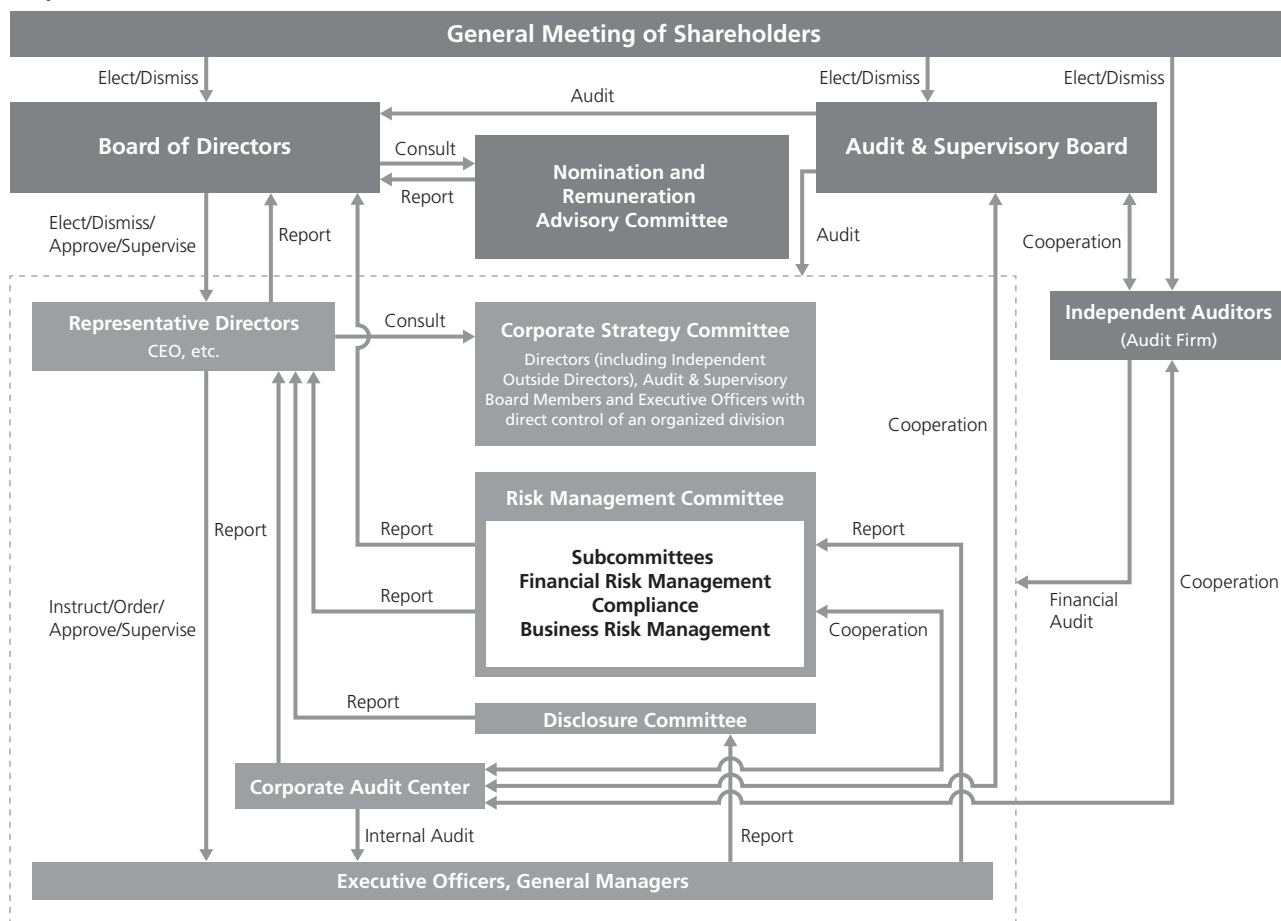 General Meeting of Shareholders
Elect/Dismiss
Elect/Dismiss
Elect/Dismiss
Audit
Board of Directors
Audit & Supervisory Board
Consult
Report
Nomination and
Remuneration
Advisory Committee
Elect/Dismiss/
Approve/Supervise
Report
Audit
Cooperation
Representative Directors
CEO, etc.
Consult
Corporate Strategy Committee
Directors (including Independent
Outside Directors), Audit & Supervisory
Board Members and Executive Officers with
direct control of an organized division
Independent Auditors
(Audit Firm)
Cooperation
Risk Management Committee
Report
Report
Report
Subcommittees
Financial Risk Management
Compliance
Business Risk Management
Report
Instruct/Order/
Approve/Supervise
Cooperation
Financial
Audit
Cooperation
Report
Disclosure Committee
Corporate Audit Center
Internal Audit
Report
Executive Officers, General Managers